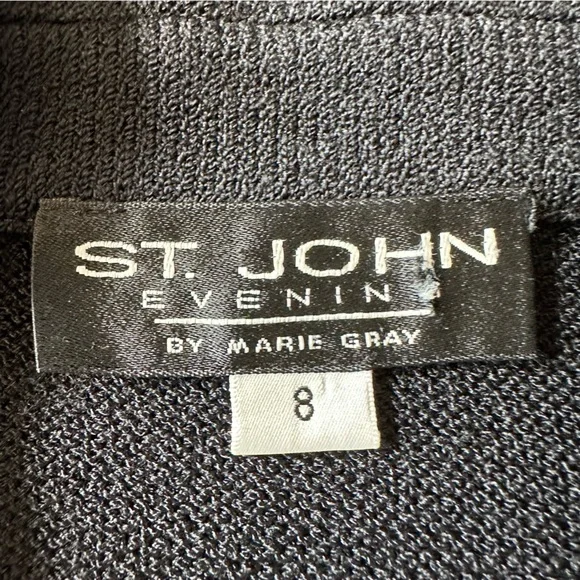 ST. JOHN
EVENIN
BY MARIE GRAY
8